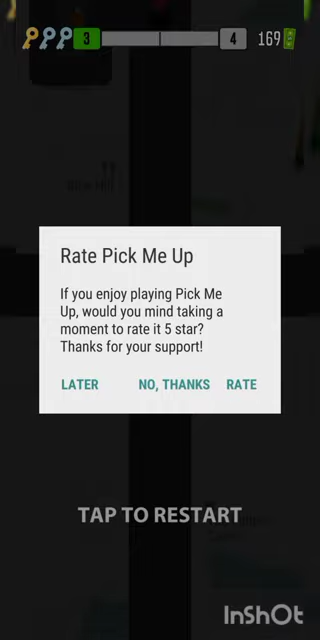 3 4 169
Rate Pick Me Up
If you enjoy playing Pick Me
Up, would you mind taking a
moment to rate it 5 star?
Thanks for your support!
LATER NO, THANKS RATE
TAP TO RESTART
InShOt